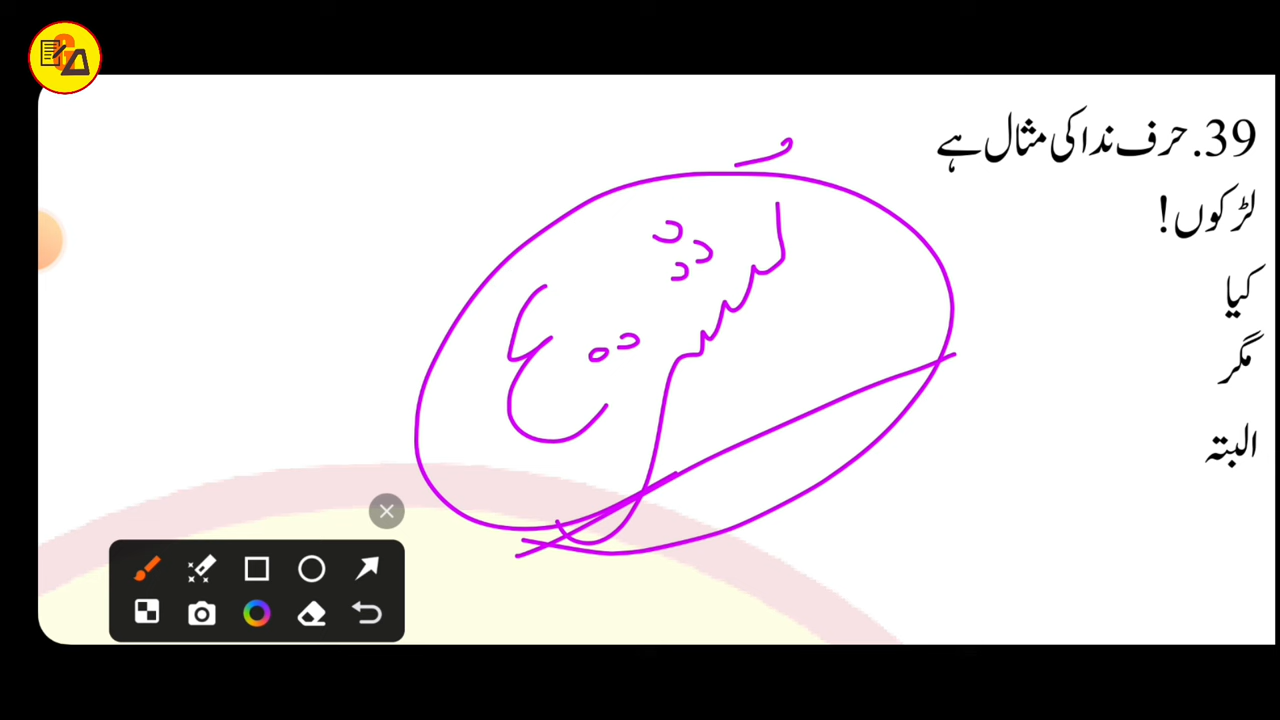 39. حرف ندا کی مثال ہے
لڑکوں!
کیا
مگر
البتہ